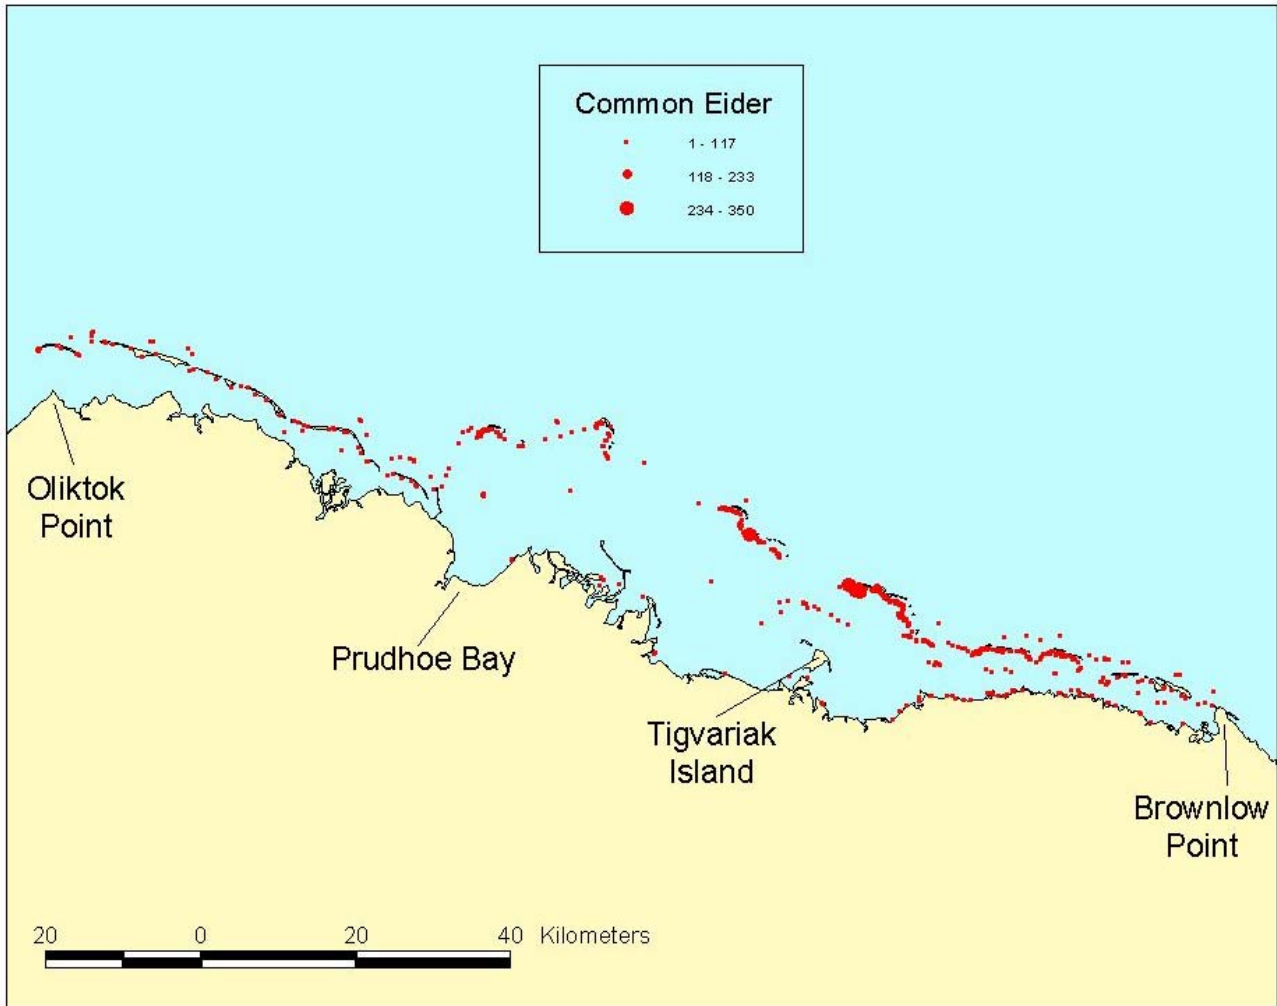 Common Eider
1 - 117
118 - 233
234 - 350
Oliktok
Point
Prudhoe Bay
Tigvariak
Island
Brownlow
Point
20 0 20 40 Kilometers